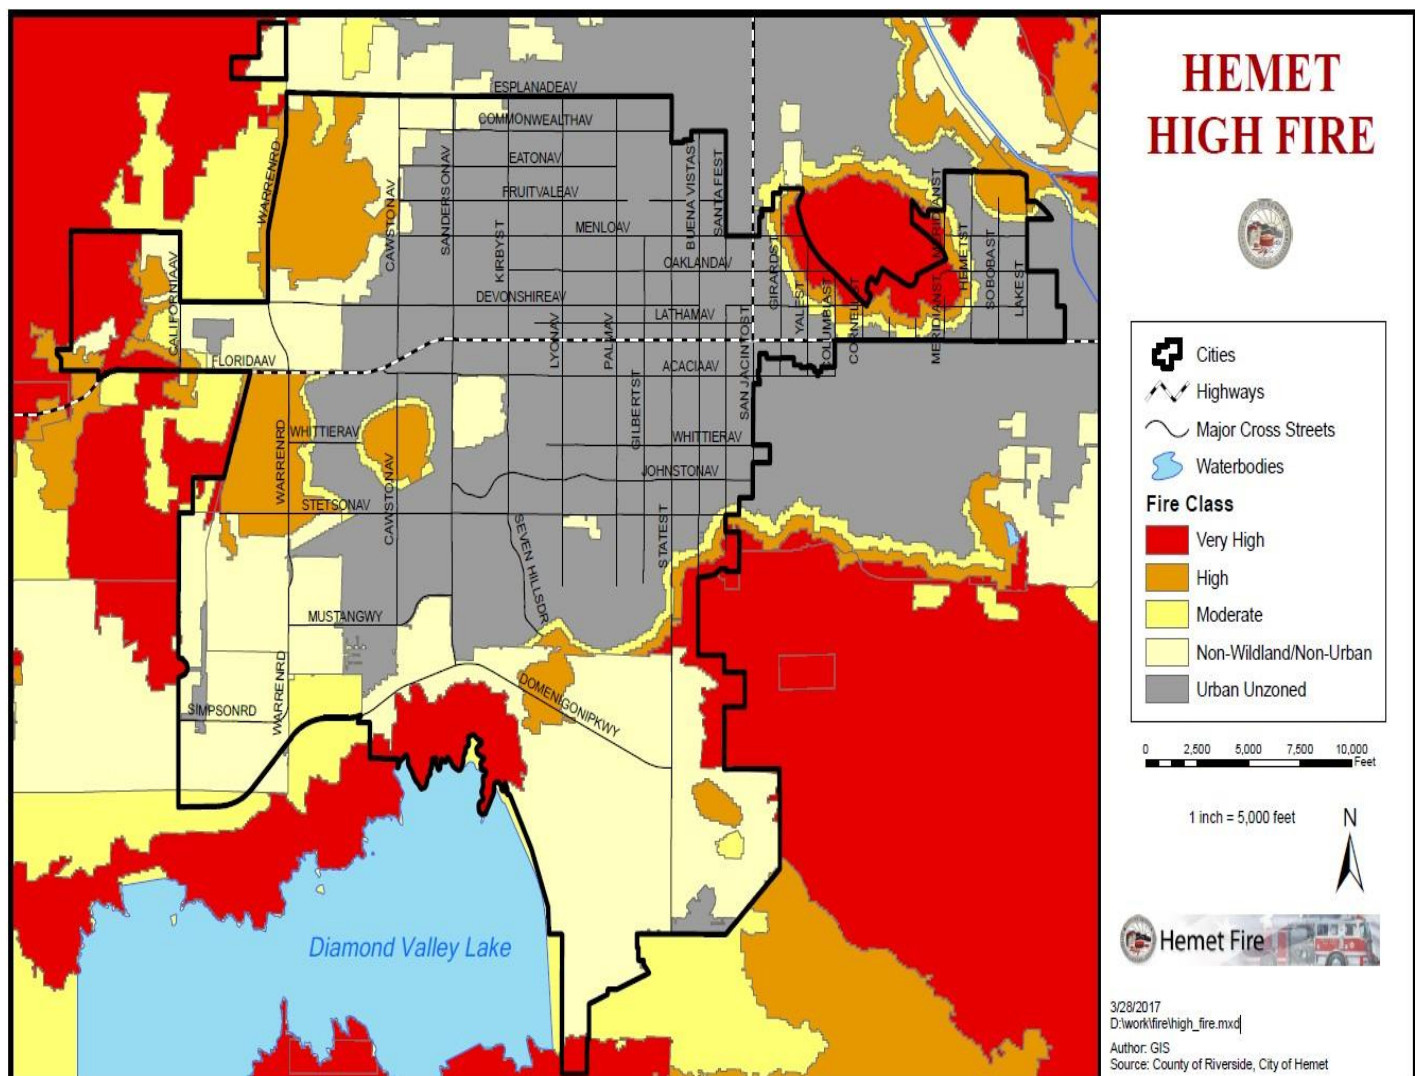 HEMET
HIGH FIRE
Cities
Highways
Major Cross Streets
Waterbodies
Fire Class
Very High
High
Moderate
Non-Wildland/Non-Urban
Urban Unzoned
0 2,500 5,000 7,500 10,000
Feet
1 inch = 5,000 feet
N
Hemet Fire
3/28/2017
D:\work\fire\high_fire.mxd
Author: GIS
Source: County of Riverside, City of Hemet
ESPLANADEAV
COMMONWEALTHAV
EATONAV
FRUITVALEAV
MENLOAV
OAKLANDAV
DEVONSHIREAV
LATHAMAV
FLORIDAAV
ACACIAAV
WHITTIERAV
WHITTIERAV
JOHNSTONAV
STETSONAV
MUSTANGWY
SIMPSONRD
DOMENIGONIPKWY
Diamond Valley Lake
WARRENRD
WARRENRD
WARRENRD
CALIFORNIAAV
CAWSTONAV
CAWSTONAV
SANDERSONAV
KIRBYST
LYONAV
PALMAV
GILBERTST
STATEST
SEVEN HILLSDR
BUENA VISTAST
SANTA FEST
SAN JACINTOST
GIRARDST
YALEST
COLUMBIAST
CORNELLST
MERIDIANST
MERIDIANST
HEMETST
SOBOBAST
LAKEST